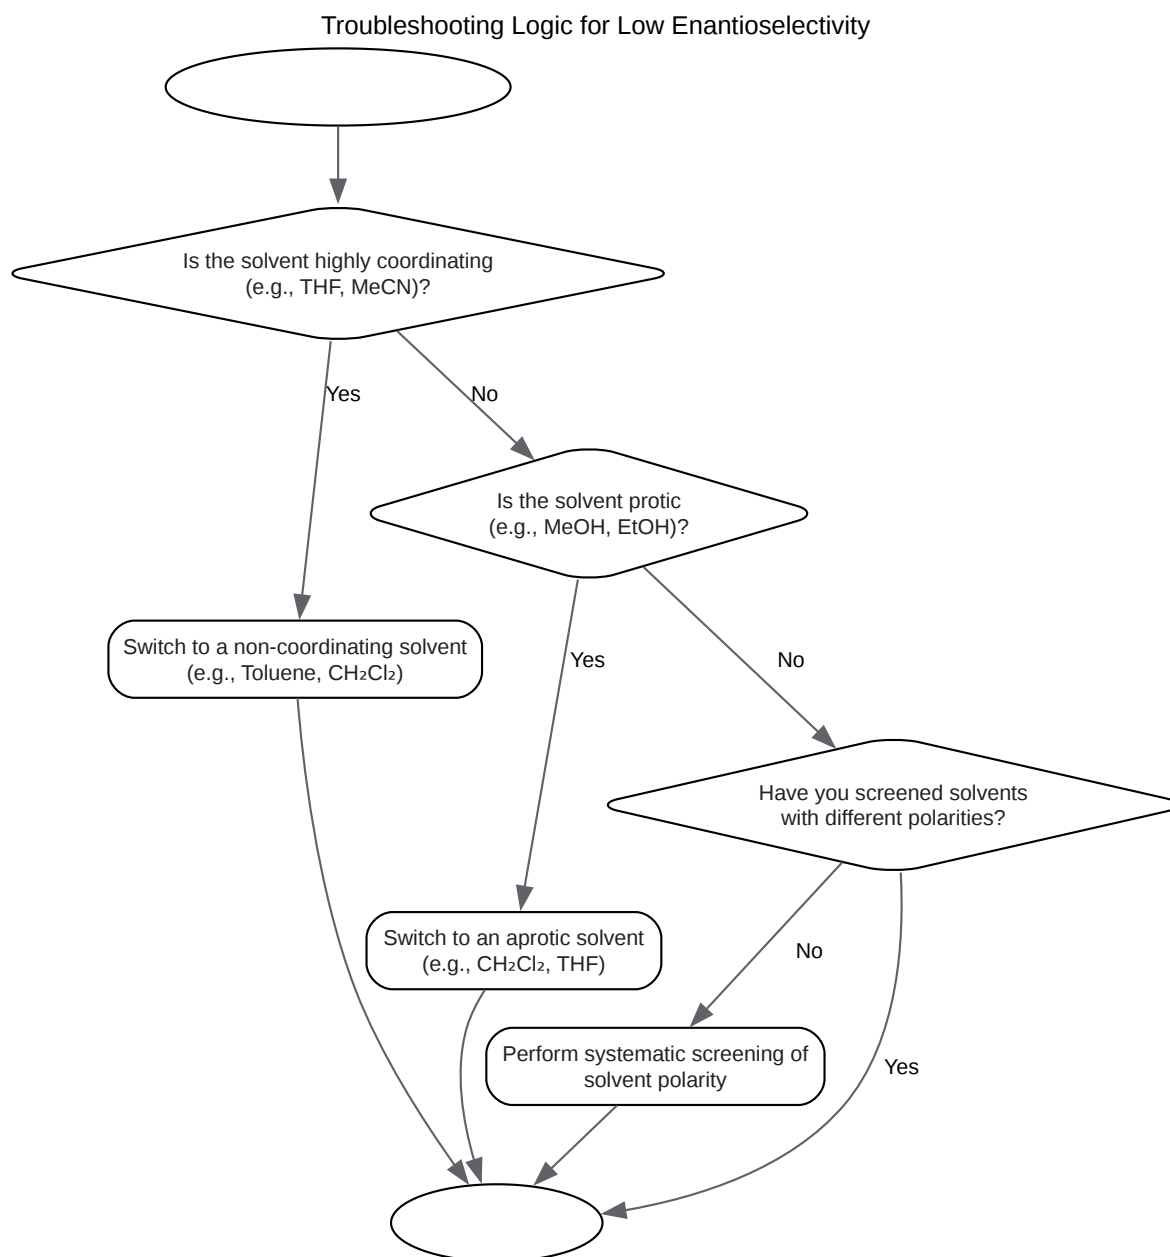 Troubleshooting Logic for Low Enantioselectivity
Is the solvent highly coordinating
(e.g., THF, MeCN)?
Yes
No
Is the solvent protic
(e.g., MeOH, EtOH)?
Switch to a non-coordinating solvent
(e.g., Toluene, CH₂Cl₂)
Yes
No
Have you screened solvents
with different polarities?
Switch to an aprotic solvent
(e.g., CH₂Cl₂, THF)
No
Perform systematic screening of
solvent polarity
Yes